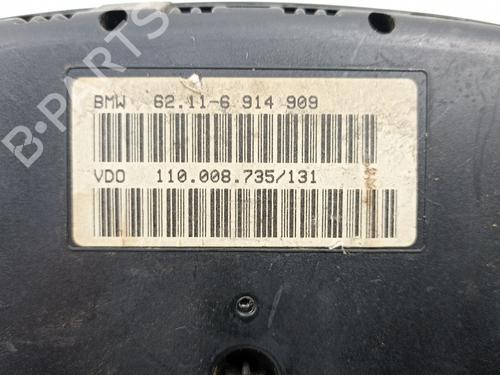 B-PARTS
BMW 62.11-6 914 909
VDO 110.008.735/131